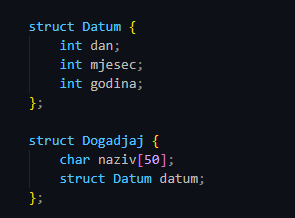 struct Datum {
    int dan;
    int mjesec;
    int godina;
};

struct Dogadjaj {
    char naziv[50];
    struct Datum datum;
};